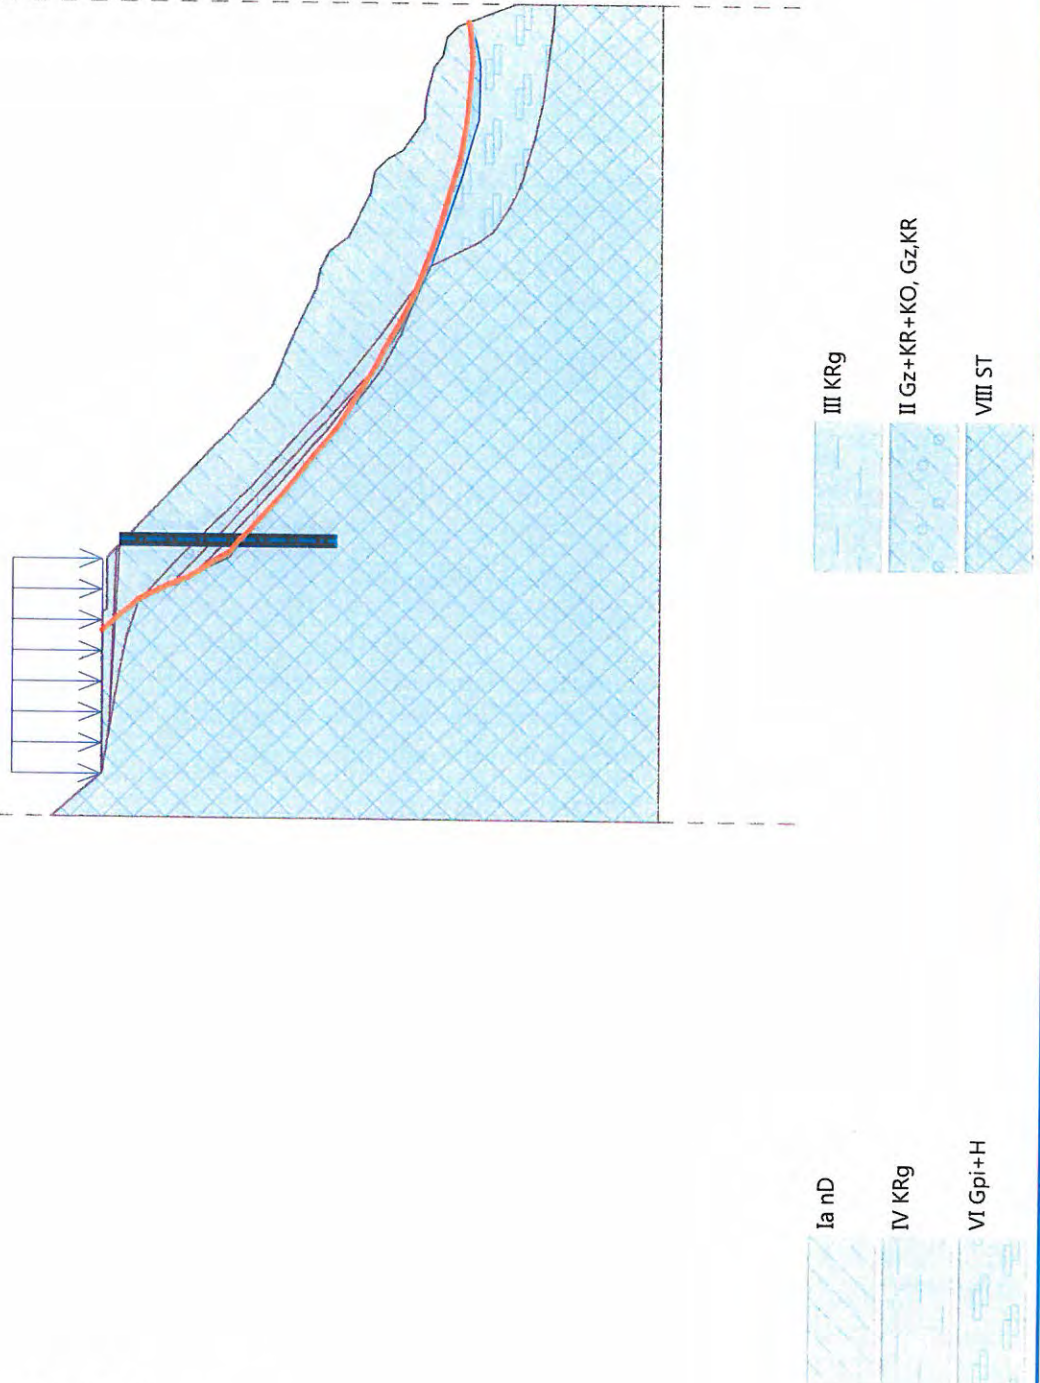 III KRg
II Gz+KR+KO, Gz,KR
VIII ST
Ia nD
IV KRg
VI Gpi+H